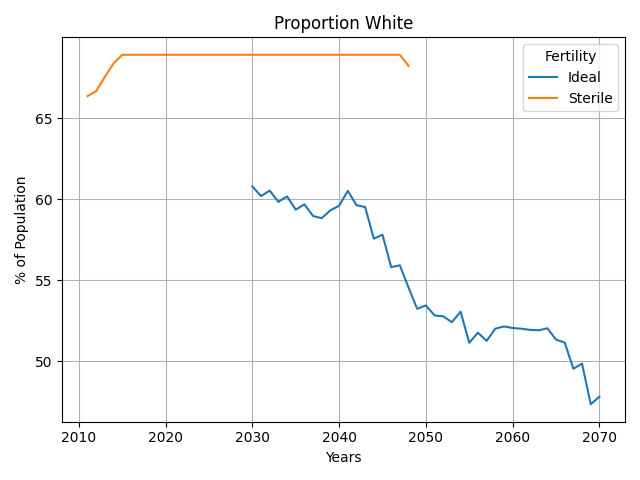 Proportion White
Fertility
Ideal
Sterile
% of Population
65
60
55
50
2010 2020 2030 2040 2050 2060 2070
Years